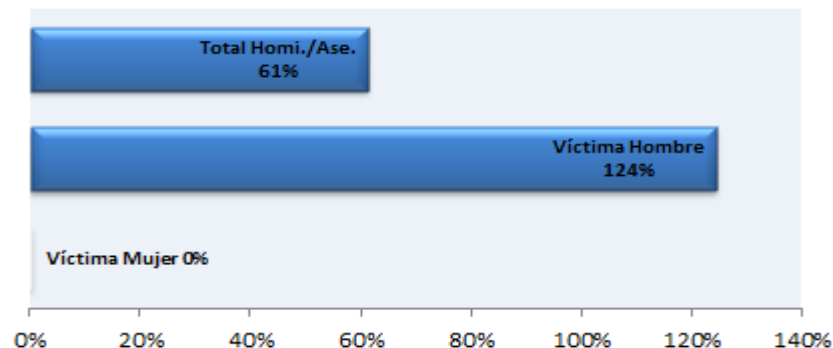 Total Homi./Ase.
61%
Víctima Hombre
124%
Víctima Mujer 0%
0% 20% 40% 60% 80% 100% 120% 140%